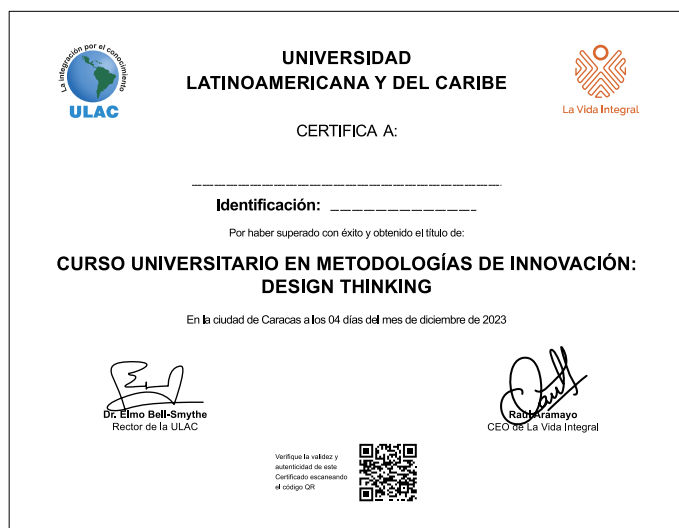 La integración por el conocimiento
ULAC
UNIVERSIDAD
LATINOAMERICANA Y DEL CARIBE
La Vida Integral
CERTIFICA A:
Identificación:
Por haber superado con éxito y obtenido el título de:
CURSO UNIVERSITARIO EN METODOLOGÍAS DE INNOVACIÓN:
DESIGN THINKING
En la ciudad de Caracas a los 04 días del mes de diciembre de 2023
Dr. Elmo Bell-Smythe
Rector de la ULAC
Raúl Aramayo
CEO de La Vida Integral
Verifique la validez y
autenticidad de este
Certificado escaneando
el código QR